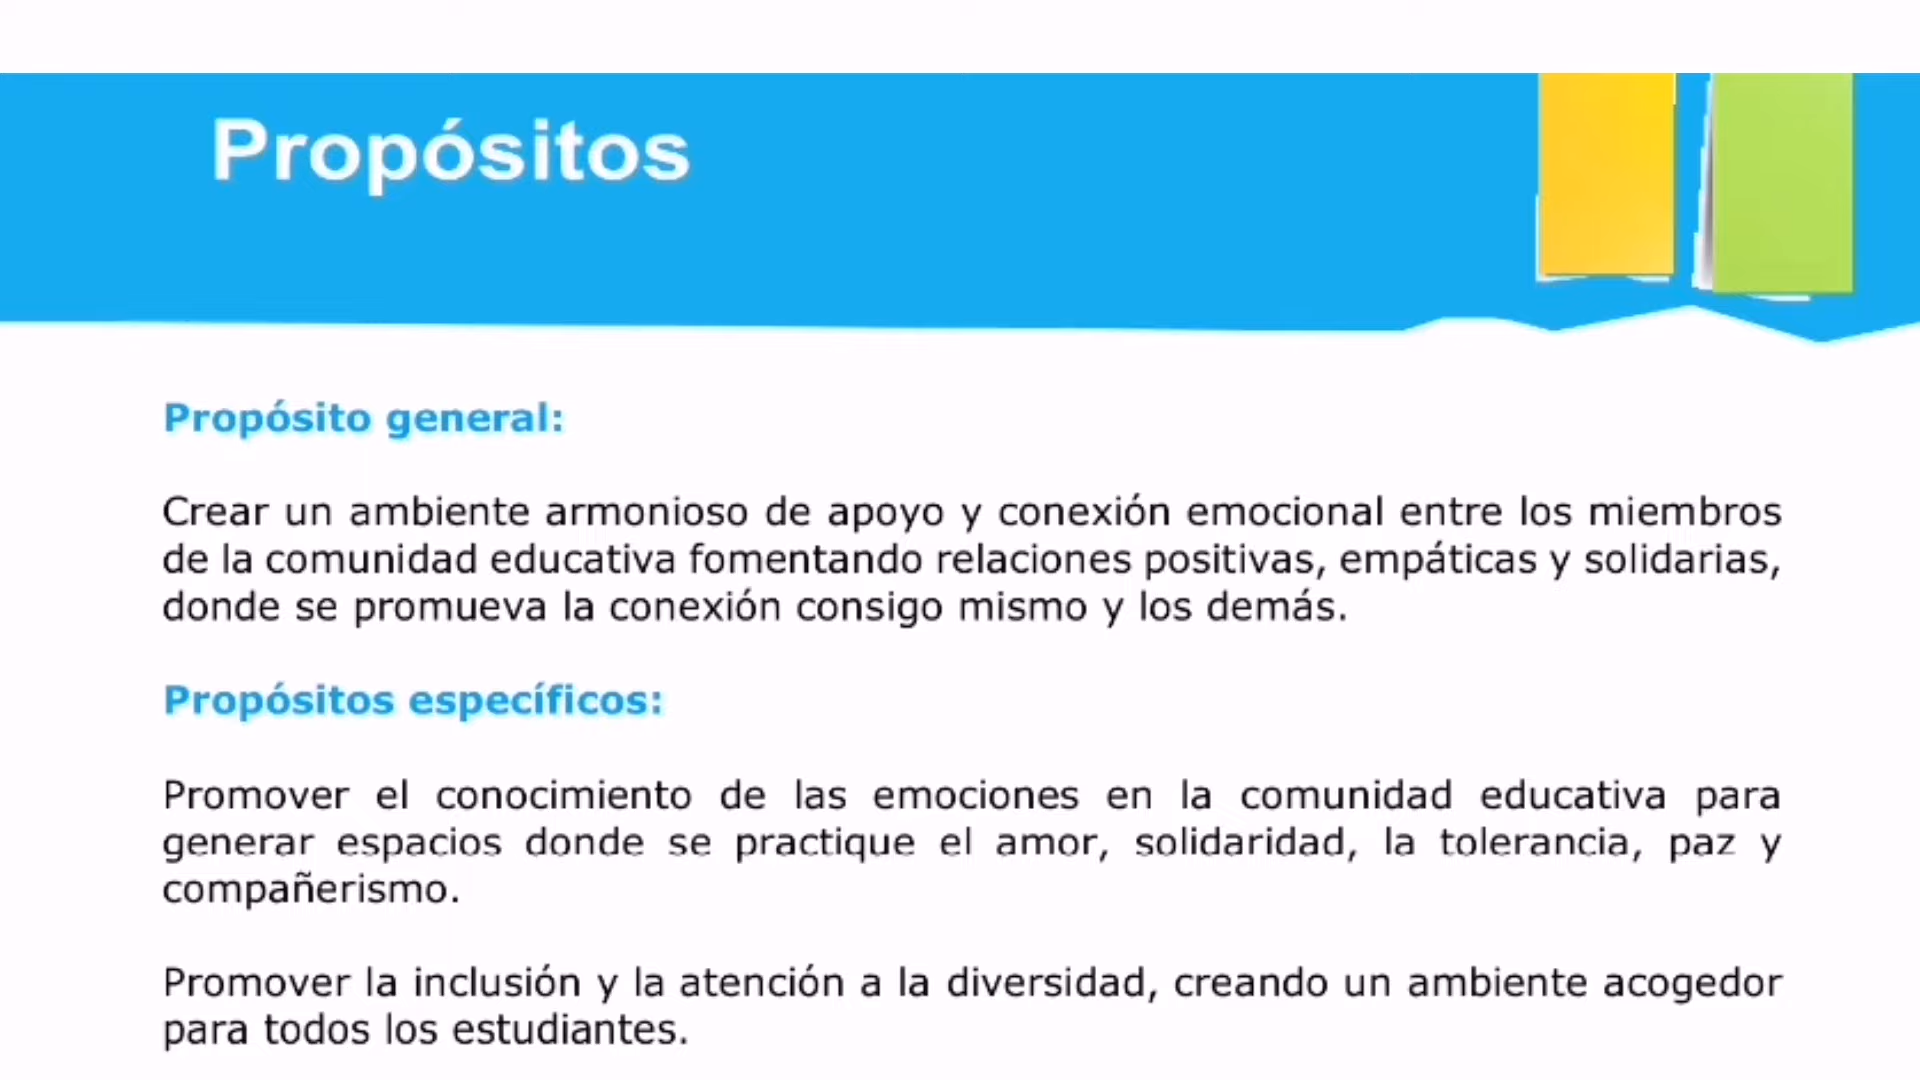 Propósitos
Propósito general:
Crear un ambiente armonioso de apoyo y conexión emocional entre los miembros
de la comunidad educativa fomentando relaciones positivas, empáticas y solidarias,
donde se promueva la conexión consigo mismo y los demás.
Propósitos específicos:
Promover el conocimiento de las emociones en la comunidad educativa para
generar espacios donde se practique el amor, solidaridad, la tolerancia, paz y
compañerismo.
Promover la inclusión y la atención a la diversidad, creando un ambiente acogedor
para todos los estudiantes.